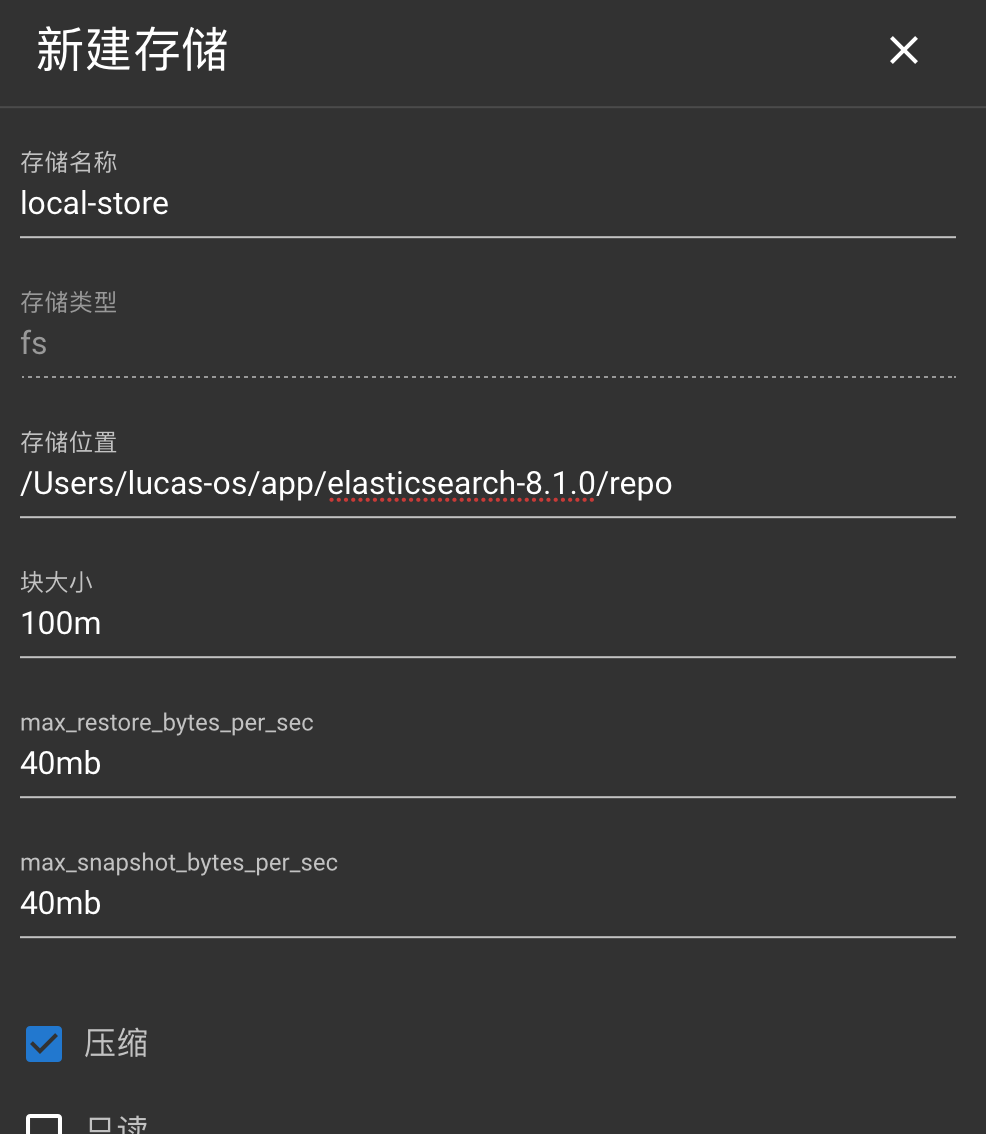 新建存储
存储名称
local-store
存储类型
fs
存储位置
/Users/lucas-os/app/elasticsearch-8.1.0/repo
块大小
100m
max_restore_bytes_per_sec
40mb
max_snapshot_bytes_per_sec
40mb
压缩
只读